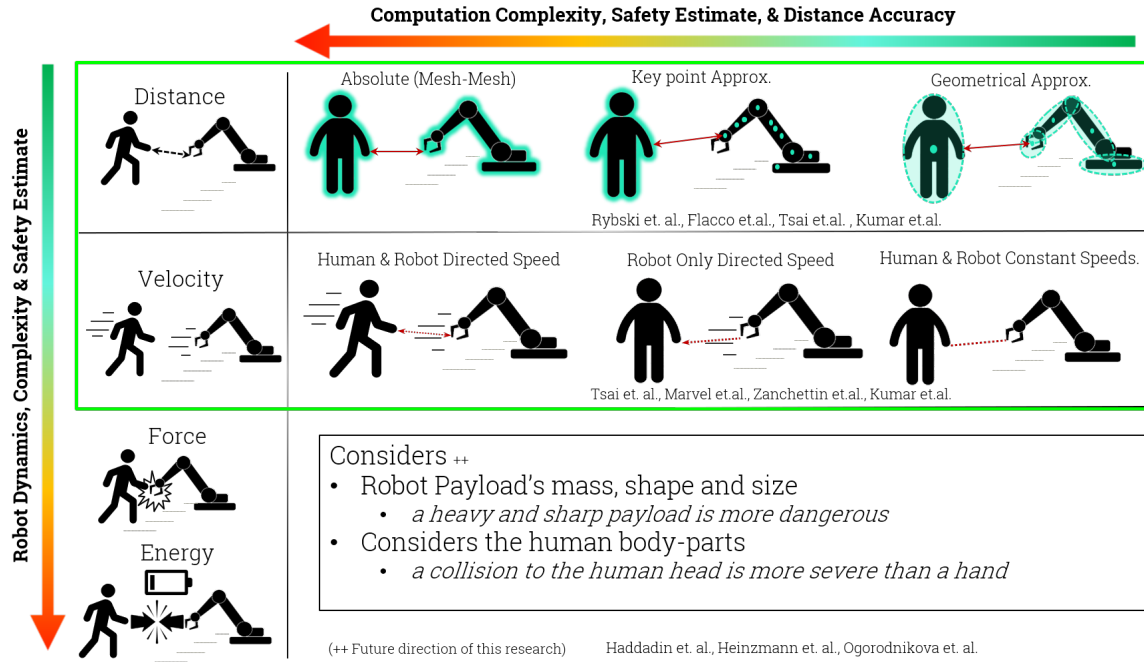 Computation Complexity, Safety Estimate, & Distance Accuracy
Robot Dynamics, Complexity & Safety Estimate
Distance
Absolute (Mesh-Mesh)
Key point Approx.
Geometrical Approx.
Rybski et. al., Flacco et.al., Tsai et.al. , Kumar et.al.
Velocity
Human & Robot Directed Speed
Robot Only Directed Speed
Human & Robot Constant Speeds.
Tsai et. al., Marvel et.al., Zanchettin et.al., Kumar et.al.
Force
Energy
Considers ++
• Robot Payload's mass, shape and size
• a heavy and sharp payload is more dangerous
• Considers the human body-parts
• a collision to the human head is more severe than a hand
(++ Future direction of this research)
Haddadin et. al., Heinzmann et. al., Ogorodnikova et. al.